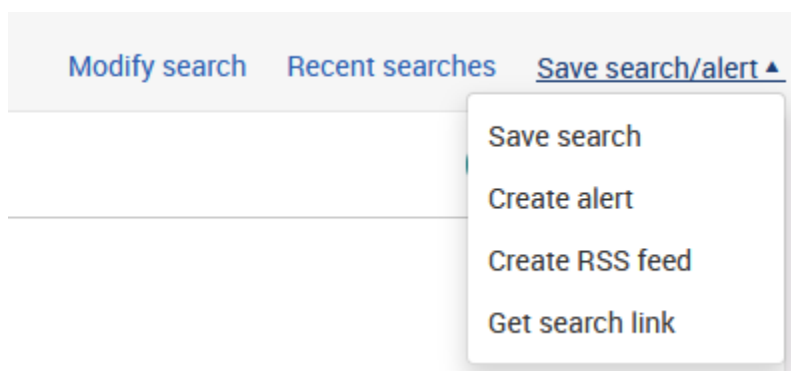 Modify search Recent searches Save search/alert ▲
Save search
Create alert
Create RSS feed
Get search link